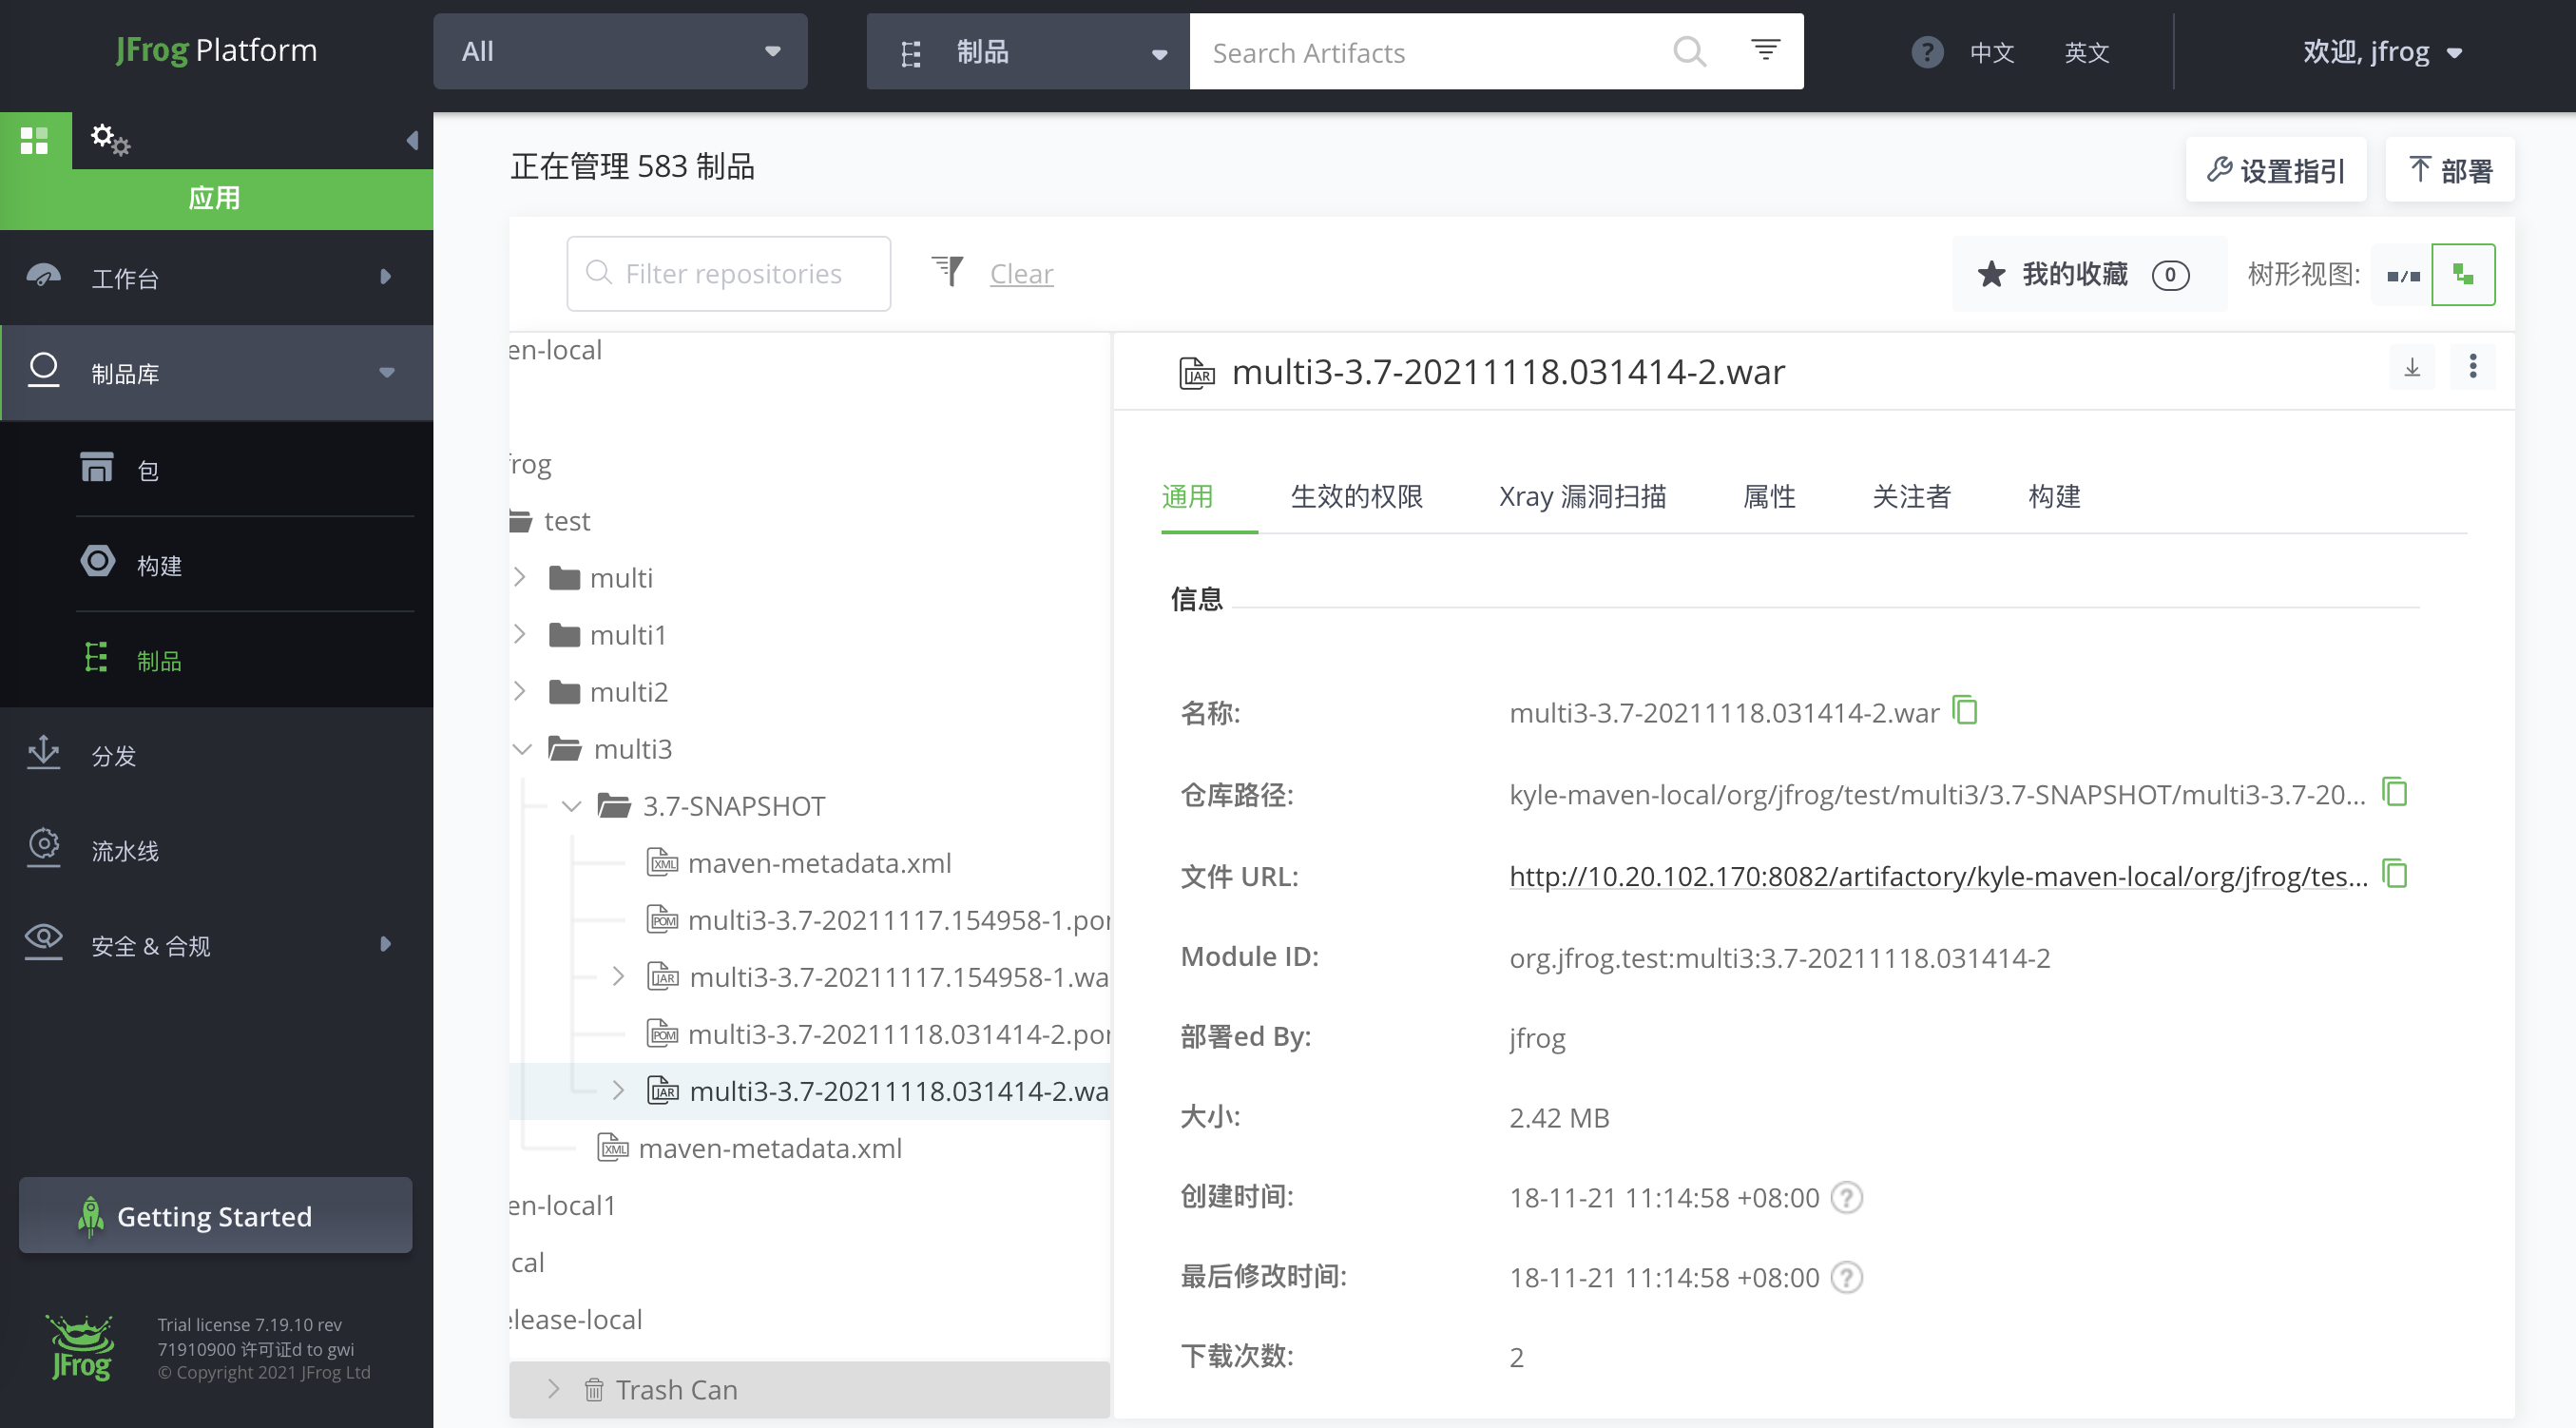 JFrog Platform
All
制品
Search Artifacts
?
中文
英文
欢迎, jfrog
应用
工作台
制品库
包
构建
制品
分发
流水线
安全 & 合规
Getting Started
JFrog
Trial license 7.19.10 rev
71910900 许可证d to gwi
© Copyright 2021 JFrog Ltd
正在管理 583 制品
设置指引
部署
Filter repositories
Clear
我的收藏 0
树形视图:
en-local
frog
test
multi
multi1
multi2
multi3
3.7-SNAPSHOT
XML maven-metadata.xml
POM multi3-3.7-20211117.154958-1.por
JAR multi3-3.7-20211117.154958-1.wa
POM multi3-3.7-20211118.031414-2.por
JAR multi3-3.7-20211118.031414-2.wa
XML maven-metadata.xml
en-local1
cal
elease-local
Trash Can
JAR multi3-3.7-20211118.031414-2.war
通用 生效的权限 Xray 漏洞扫描 属性 关注者 构建
信息
名称: multi3-3.7-20211118.031414-2.war
仓库路径: kyle-maven-local/org/jfrog/test/multi3/3.7-SNAPSHOT/multi3-3.7-20...
文件 URL: http://10.20.102.170:8082/artifactory/kyle-maven-local/org/jfrog/tes...
Module ID: org.jfrog.test:multi3:3.7-20211118.031414-2
部署ed By: jfrog
大小: 2.42 MB
创建时间: 18-11-21 11:14:58 +08:00 ?
最后修改时间: 18-11-21 11:14:58 +08:00 ?
下载次数: 2